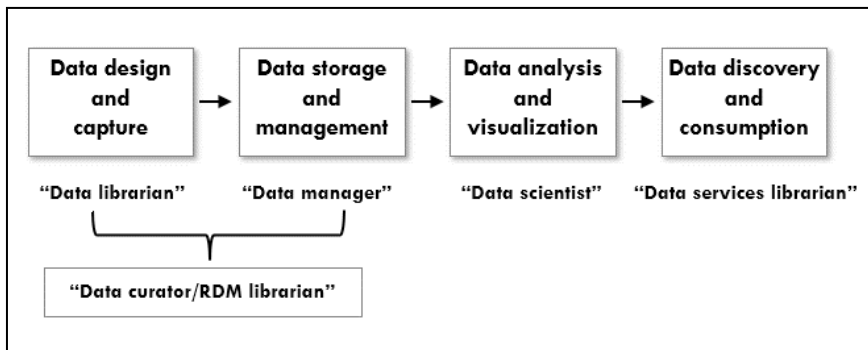 Data design
and
capture
Data storage
and
management
Data analysis
and
visualization
Data discovery
and
consumption
“Data librarian”
“Data manager”
“Data scientist”
“Data services librarian”
“Data curator/RDM librarian”